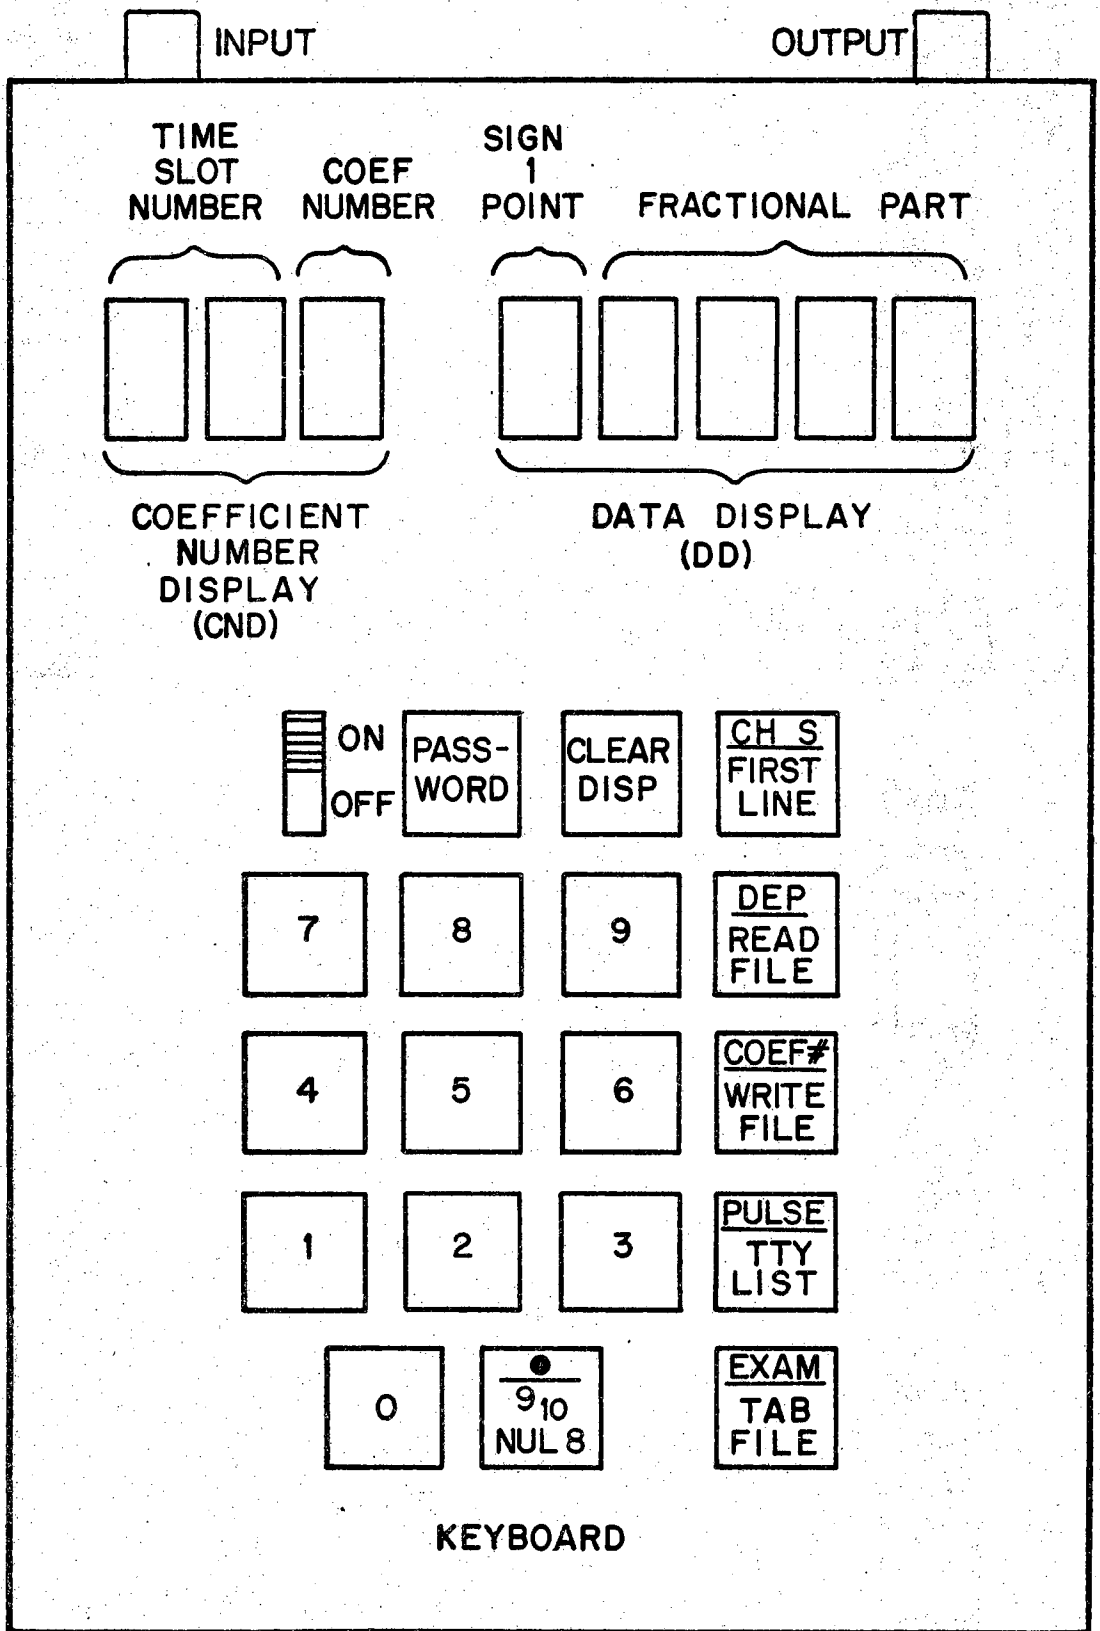 INPUT
OUTPUT
TIME
SLOT
NUMBER
COEF
NUMBER
SIGN
1
POINT
FRACTIONAL PART
COEFFICIENT
NUMBER
DISPLAY
(CND)
DATA DISPLAY
(DD)
ON
OFF
PASS-
WORD
CLEAR
DISP
CH S
FIRST
LINE
7
8
9
DEP
READ
FILE
4
5
6
COEF#
WRITE
FILE
1
2
3
PULSE
TTY
LIST
0
9 10
NUL 8
EXAM
TAB
FILE
KEYBOARD